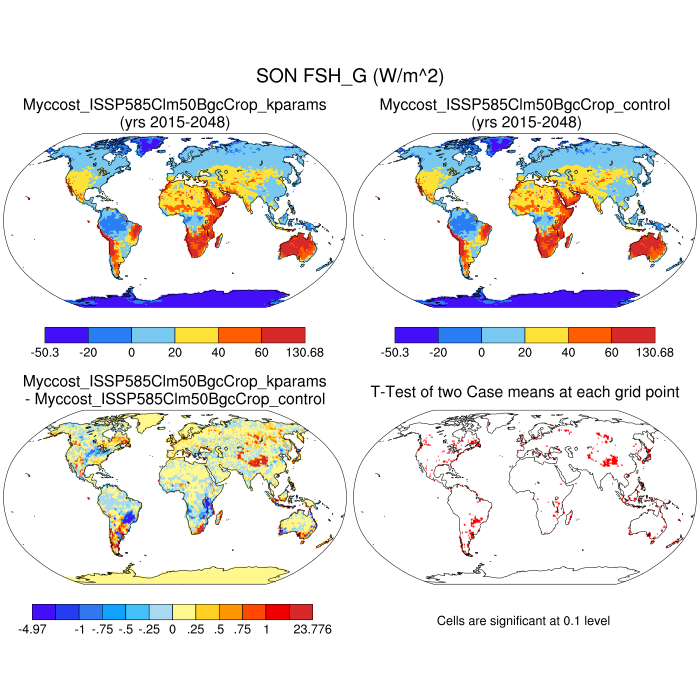 SON FSH_G (W/m^2)
Myccost_ISSP585Clm50BgcCrop_kparams
(yrs 2015-2048)
Myccost_ISSP585Clm50BgcCrop_control
(yrs 2015-2048)
-50.3 -20 0 20 40 60 130.68
-50.3 -20 0 20 40 60 130.68
Myccost_ISSP585Clm50BgcCrop_kparams
- Myccost_ISSP585Clm50BgcCrop_control
T-Test of two Case means at each grid point
-4.97 -1 -.75 -.5 -.25 0 .25 .5 .75 1 23.776
Cells are significant at 0.1 level